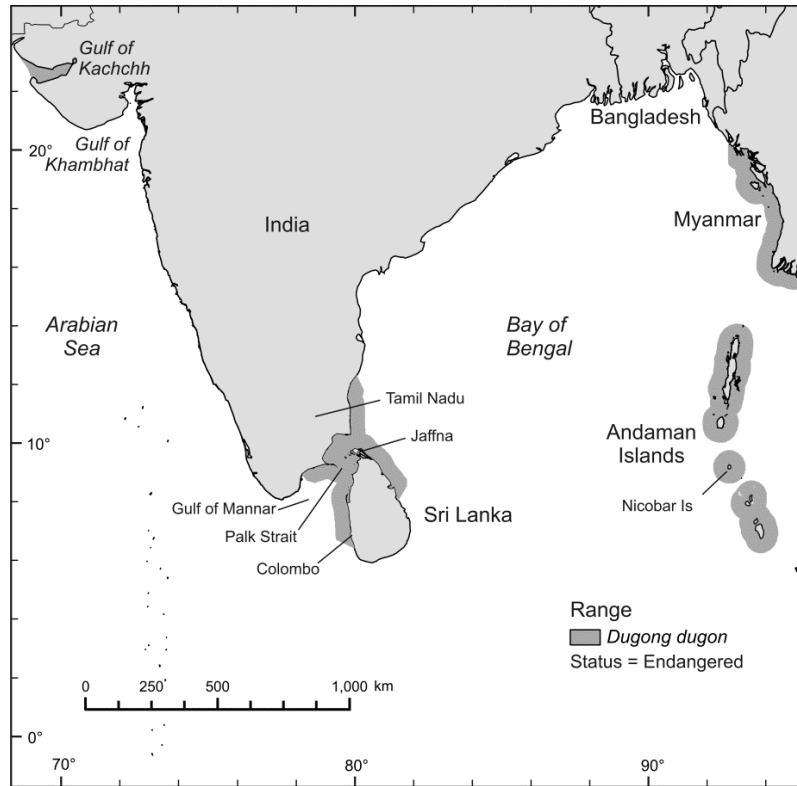 Gulf of
Kachchh
Gulf of
Khambhat
Bangladesh
20°
India
Myanmar
Arabian
Sea
Bay of
Bengal
Tamil Nadu
10°
Jaffna
Andaman
Islands
Gulf of Mannar
Sri Lanka
Nicobar Is
Palk Strait
Colombo
Range
Dugong dugon
Status = Endangered
0 250 500 1,000 km
0°
70° 80° 90°